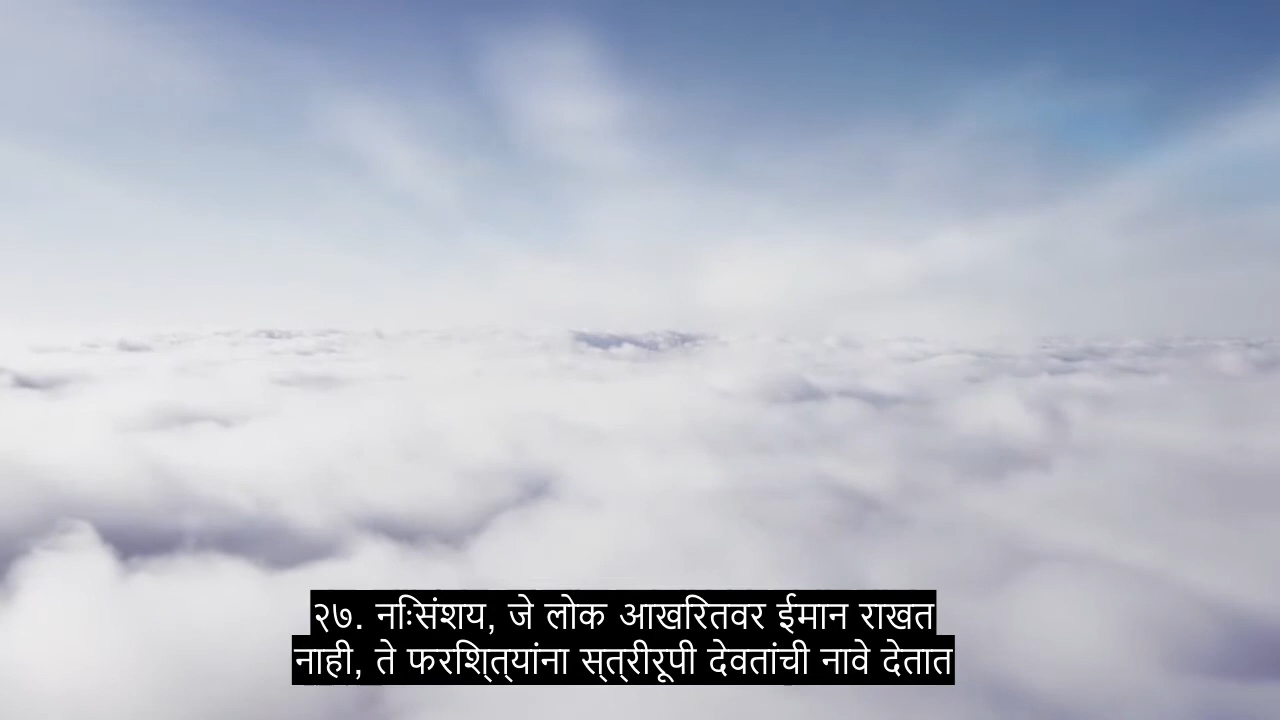 २७. निःसंशय, जे लोक आखरितवर ईमान राखत
नाही, ते फरिश्त्यांना स्त्रीरूपी देवतांची नावे देतात